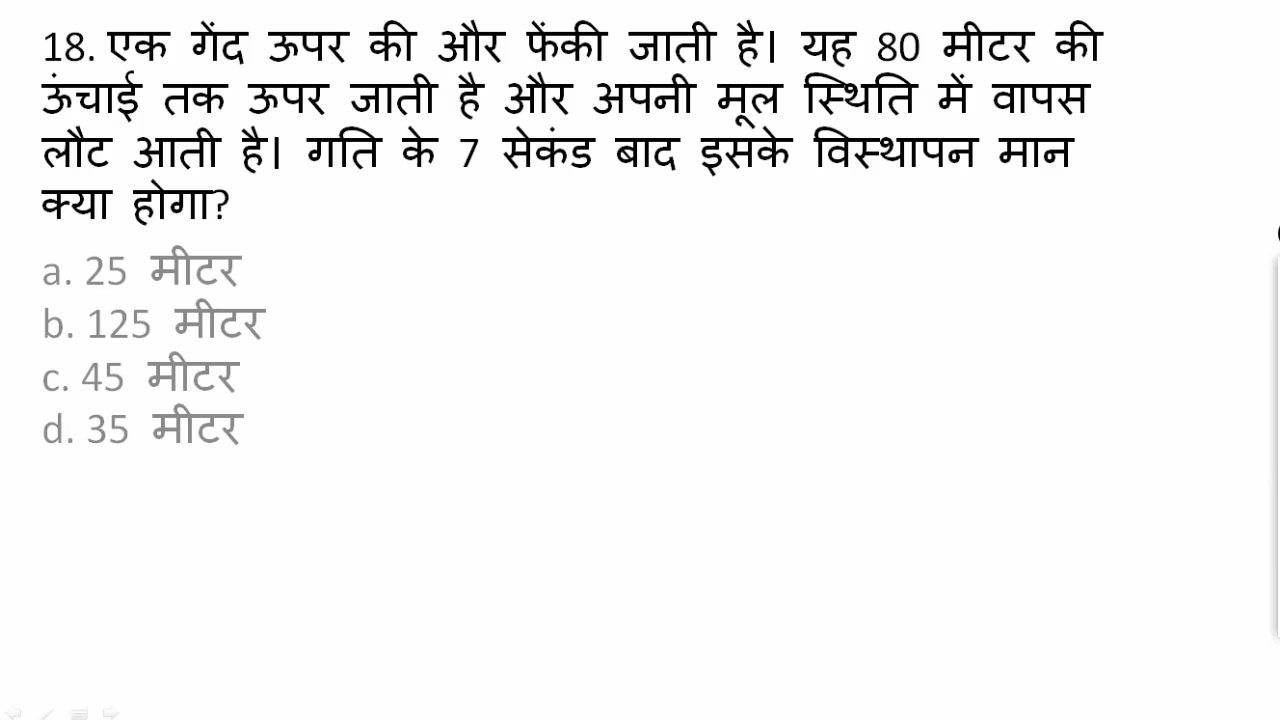 18. एक गेंद ऊपर की और फेंकी जाती है। यह 80 मीटर की
ऊंचाई तक ऊपर जाती है और अपनी मूल स्थिति में वापस
लौट आती है। गति के 7 सेकंड बाद इसके विस्थापन मान
क्या होगा?
a. 25 मीटर
b. 125 मीटर
c. 45 मीटर
d. 35 मीटर